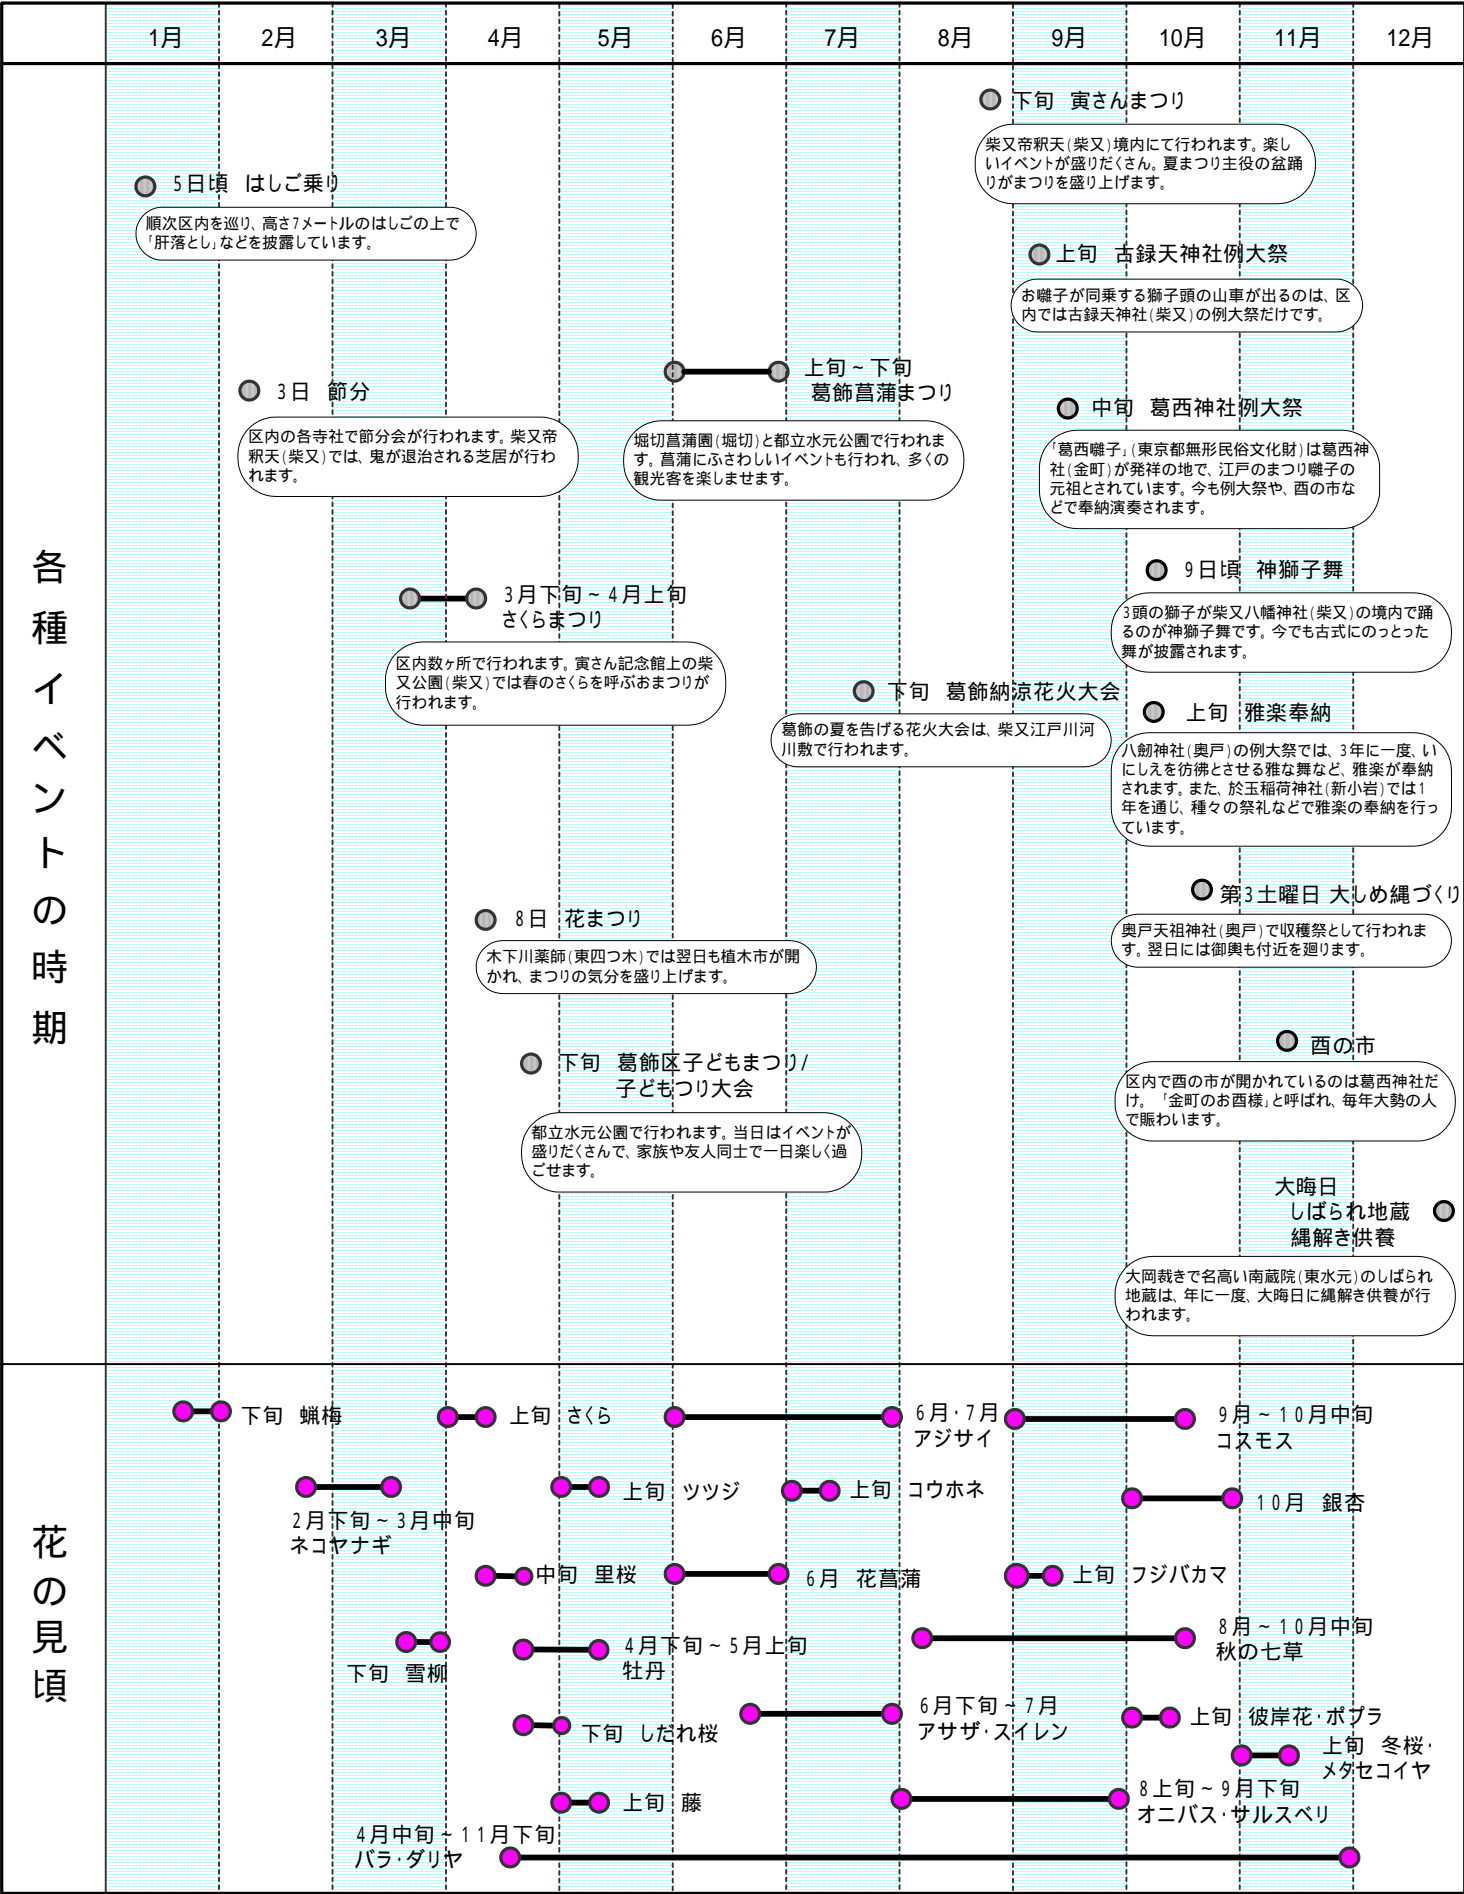 1月 2月 3月 4月 5月 6月 7月 8月 9月 10月 11月 12月
各種イベントの時期
下旬 寅さんまつり
柴又帝釈天(柴又)境内にて行われます。楽し
いイベントが盛りだくさん。夏まつり主役の盆踊
りがまつりを盛り上げます。
5日頃 はしご乗り
順次区内を巡り、高さ7メートルのはしごの上で
「肝落とし」などを披露しています。
上旬 古録天神社例大祭
お囃子が同乗する獅子頭の山車が出るのは、区
内では古録天神社(柴又)の例大祭だけです。
3日 節分
区内の各寺社で節分会が行われます。柴又帝
釈天(柴又)では、鬼が退治される芝居が行わ
れます。
上旬~下旬
葛飾菖蒲まつり
堀切菖蒲園(堀切)と都立水元公園で行われま
す。菖蒲にふさわしいイベントも行われ、多くの
観光客を楽しませます。
中旬 葛西神社例大祭
「葛西囃子」(東京都無形民俗文化財)は葛西神
社(金町)が発祥の地で、江戸のまつり囃子の
元祖とされています。今も例大祭や、酉の市な
どで奉納演奏されます。
3月下旬~4月上旬
さくらまつり
区内数ヶ所で行われます。寅さん記念館上の柴
又公園(柴又)では春のさくらを呼ぶおまつりが
行われます。
9日頃 神獅子舞
3頭の獅子が柴又八幡神社(柴又)の境内で踊
るのが神獅子舞です。今でも古式にのっとった
舞が披露されます。
下旬 葛飾納涼花火大会
葛飾の夏を告げる花火大会は、柴又江戸川河
川敷で行われます。
上旬 雅楽奉納
八劒神社(奥戸)の例大祭では、3年に一度、い
にしえを彷彿とさせる雅な舞など、雅楽が奉納
されます。また、於玉稲荷神社(新小岩)では1
年を通じ、種々の祭礼などで雅楽の奉納を行っ
ています。
第3土曜日 大しめ縄づくり
奥戸天祖神社(奥戸)で収穫祭として行われま
す。翌日には御輿も付近を廻ります。
8日 花まつり
木下川薬師(東四つ木)では翌日も植木市が開
かれ、まつりの気分を盛り上げます。
下旬 葛飾区子どもまつり/
子どもつり大会
都立水元公園で行われます。当日はイベントが
盛りだくさんで、家族や友人同士で一日楽しく過
ごせます。
酉の市
区内で酉の市が開かれているのは葛西神社だ
け。「金町のお酉様」と呼ばれ、毎年大勢の人
で賑わいます。
大晦日
しばられ地蔵
縄解き供養
大岡裁きで名高い南蔵院(東水元)のしばられ
地蔵は、年に一度、大晦日に縄解き供養が行
われます。
花の見頃
下旬 蝋梅
上旬 さくら
6月・7月
アジサイ
9月~10月中旬
コスモス
2月下旬~3月中旬
ネコヤナギ
上旬 ツツジ
上旬 コウホネ
10月 銀杏
中旬 里桜
6月 花菖蒲
上旬 フジバカマ
下旬 雪柳
4月下旬~5月上旬
牡丹
8月~10月中旬
秋の七草
下旬 しだれ桜
6月下旬~7月
アサザ・スイレン
上旬 彼岸花・ポプラ
上旬 冬桜・
メタセコイヤ
上旬 藤
8上旬~9月下旬
オニバス・サルスベリ
4月中旬~11月下旬
バラ・ダリヤ